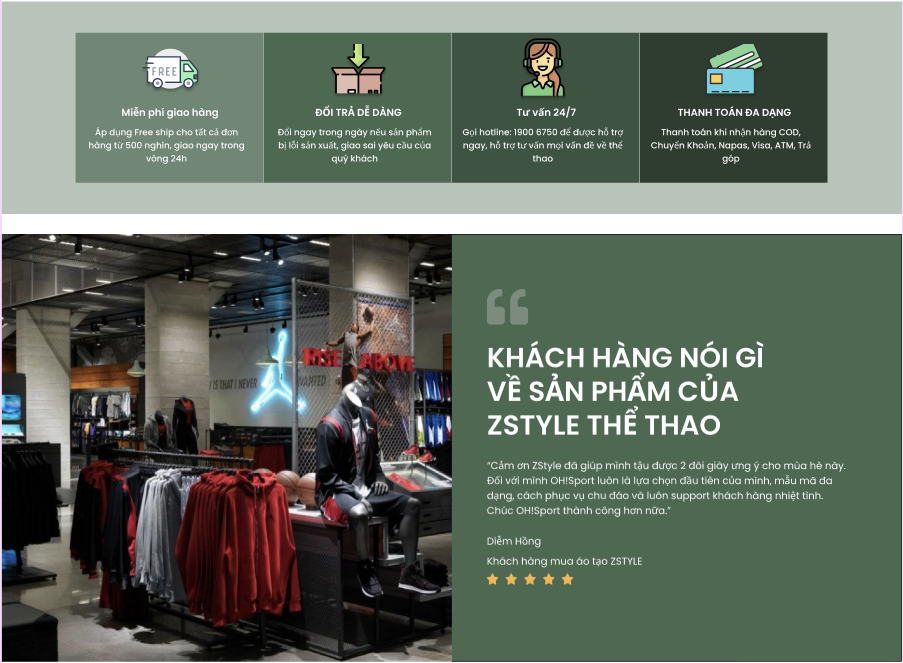 FREE
Miễn phí giao hàng
Áp dụng Free ship cho tất cả đơn
hàng từ 500 nghìn, giao ngay trong
vòng 24h
ĐỔI TRẢ DỄ DÀNG
Đổi ngay trong ngày nếu sản phẩm
bị lỗi sản xuất, giao sai yêu cầu của
quý khách
Tư vấn 24/7
Gọi hotline: 1900 6750 để được hỗ trợ
ngay, hỗ trợ tư vấn mọi vấn đề về thể
thao
THANH TOÁN ĐA DẠNG
Thanh toán khi nhận hàng COD,
Chuyển Khoản, Napas, Visa, ATM, Trả
góp
RISE ABOVE
IS THAT I NEVER WANTED
KHÁCH HÀNG NÓI GÌ
VỀ SẢN PHẨM CỦA
ZSTYLE THỂ THAO
“Cảm ơn ZStyle đã giúp mình tậu được 2 đôi giày ưng ý cho mùa hè này.
Đối với mình OH!Sport luôn là lựa chọn đầu tiên của mình, mẫu mã đa
dạng, cách phục vụ chu đáo và luôn support khách hàng nhiệt tình.
Chúc OH!Sport thành công hơn nữa.”
Diễm Hồng
Khách hàng mua áo tạo ZSTYLE